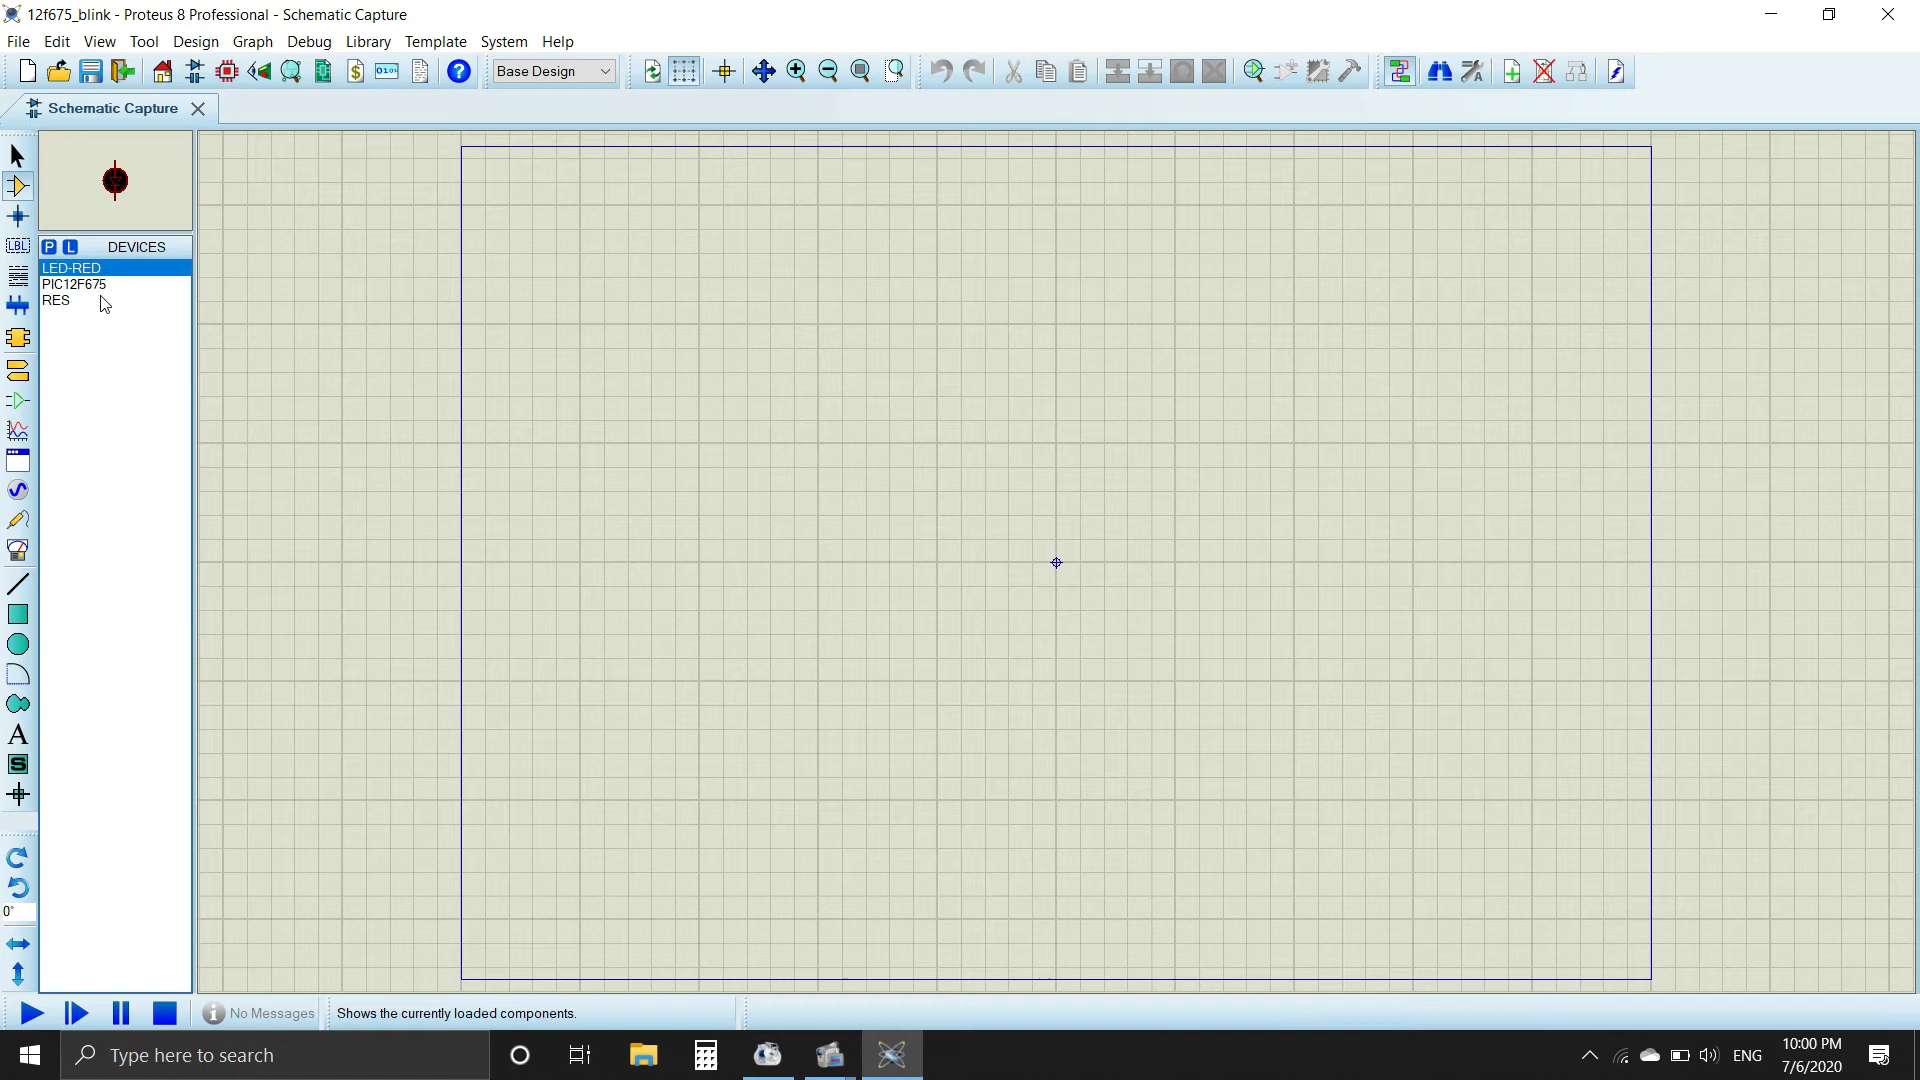 12f675_blink - Proteus 8 Professional - Schematic Capture
File Edit View Tool Design Graph Debug Library Template System Help
$ 0101 ? Base Design
Schematic Capture
P L DEVICES
LED-RED
PIC12F675
RES
LBL
A
S
0°
No Messages Shows the currently loaded components.
Type here to search
ENG
10:00 PM
7/6/2020